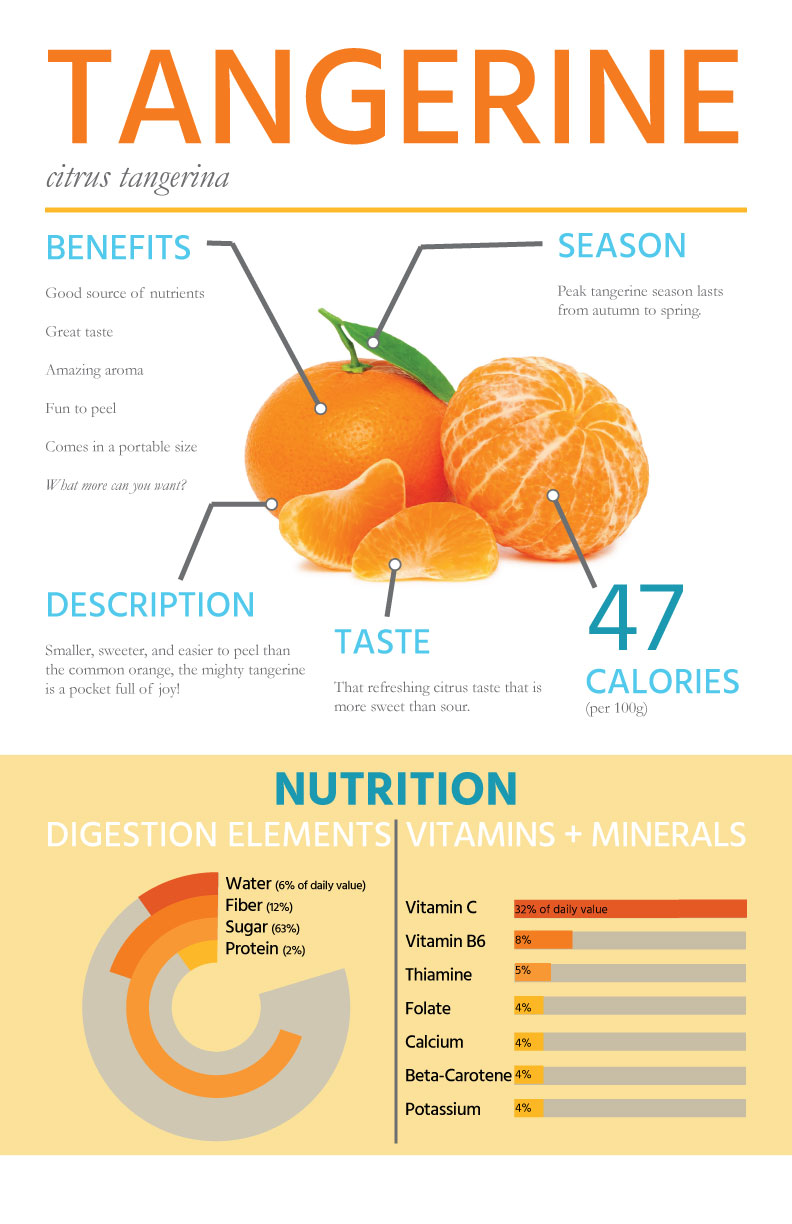 TANGERINE
citrus tangerina
BENEFITS
Good source of nutrients
Great taste
Amazing aroma
Fun to peel
Comes in a portable size
What more can you want?
SEASON
Peak tangerine season lasts
from autumn to spring.
DESCRIPTION
Smaller, sweeter, and easier to peel than
the common orange, the mighty tangerine
is a pocket full of joy!
TASTE
That refreshing citrus taste that is
more sweet than sour.
47
CALORIES
(per 100g)
NUTRITION
DIGESTION ELEMENTS
Water (6% of daily value)
Fiber (12%)
Sugar (63%)
Protein (2%)
VITAMINS + MINERALS
Vitamin C 32% of daily value
Vitamin B6 8%
Thiamine 5%
Folate 4%
Calcium 4%
Beta-Carotene 4%
Potassium 4%